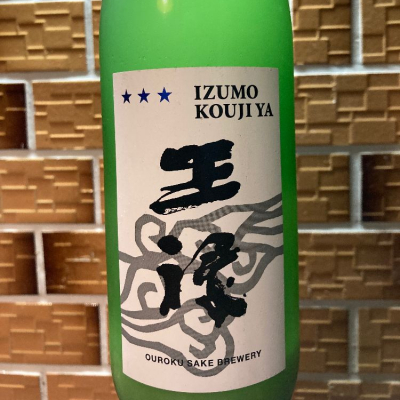 ★★★ IZUMO
KOUJI YA
王
祿
OUROKU SAKE BREWERY